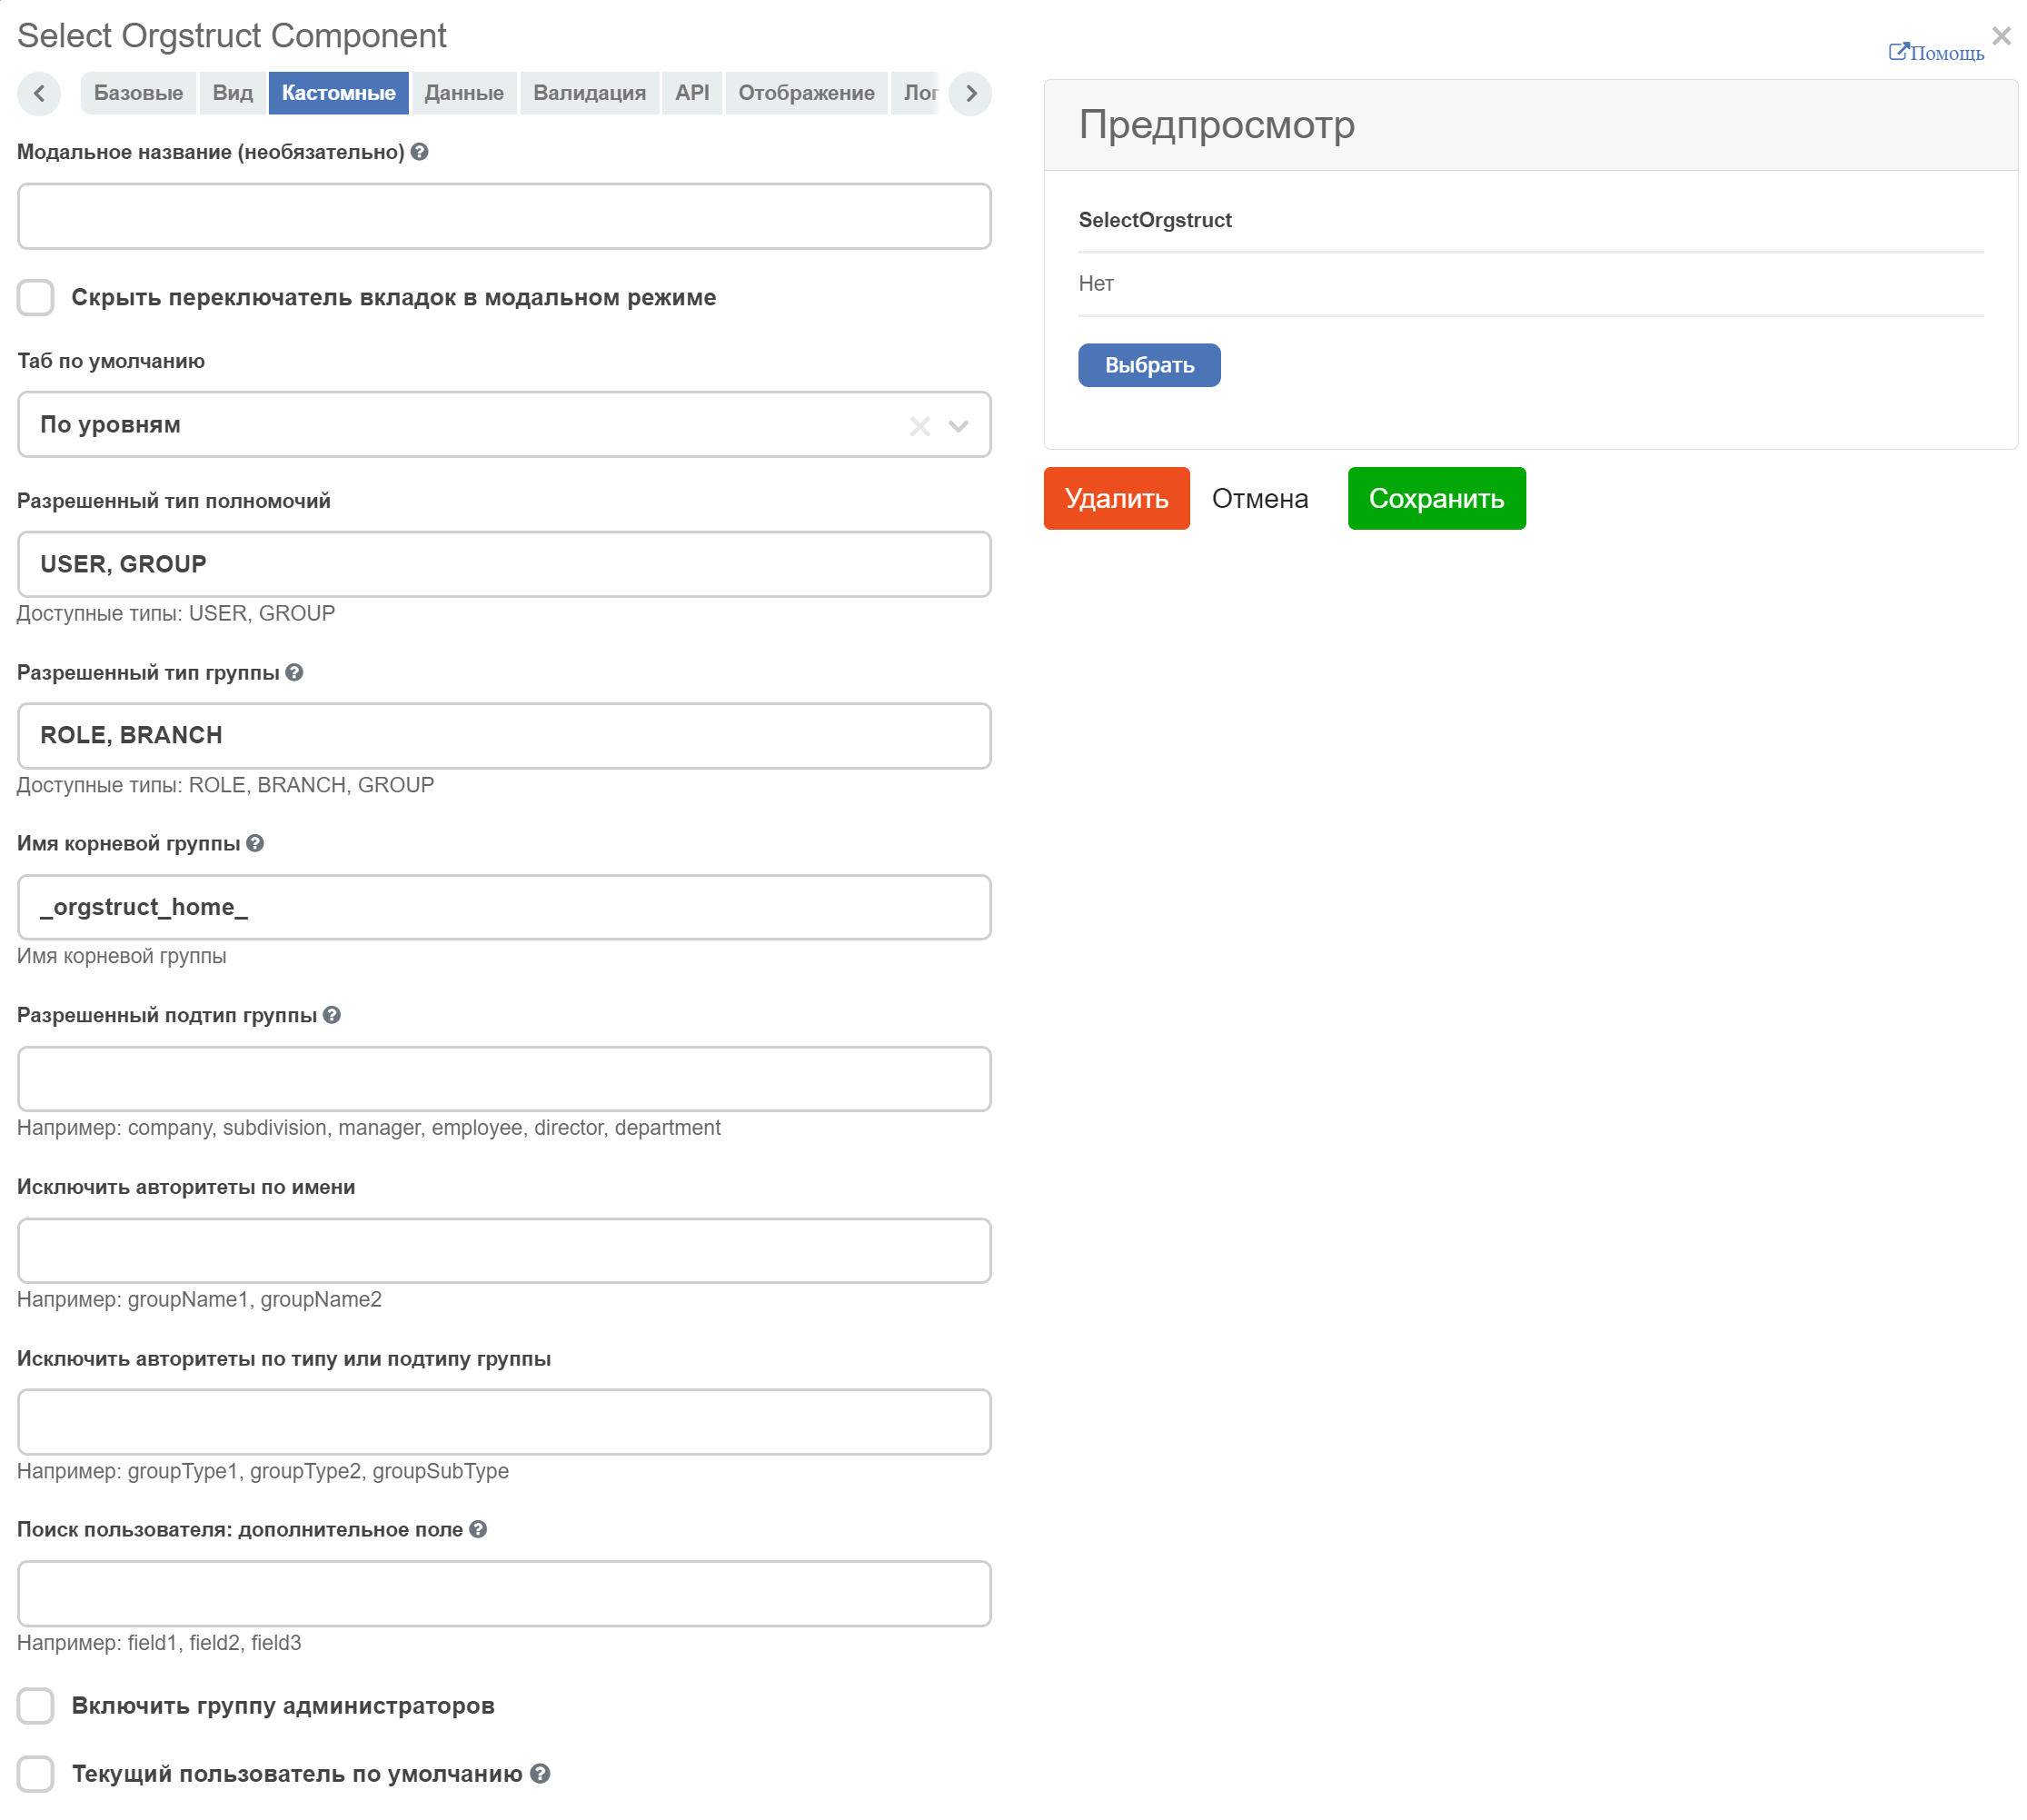 Select Orgstruct Component
Помощь
Базовые Вид Кастомные Данные Валидация API Отображение
Модальное название (необязательно)
Скрыть переключатель вкладок в модальном режиме
Таб по умолчанию
По уровням
Разрешенный тип полномочий
USER, GROUP
Доступные типы: USER, GROUP
Разрешенный тип группы
ROLE, BRANCH
Доступные типы: ROLE, BRANCH, GROUP
Имя корневой группы
_orgstruct_home_
Имя корневой группы
Разрешенный подтип группы
Например: company, subdivision, manager, employee, director, department
Исключить авторитеты по имени
Например: groupName1, groupName2
Исключить авторитеты по типу или подтипу группы
Например: groupType1, groupType2, groupSubType
Поиск пользователя: дополнительное поле
Например: field1, field2, field3
Включить группу администраторов
Текущий пользователь по умолчанию
Предпросмотр
SelectOrgstruct
Нет
Выбрать
Удалить Отмена Сохранить